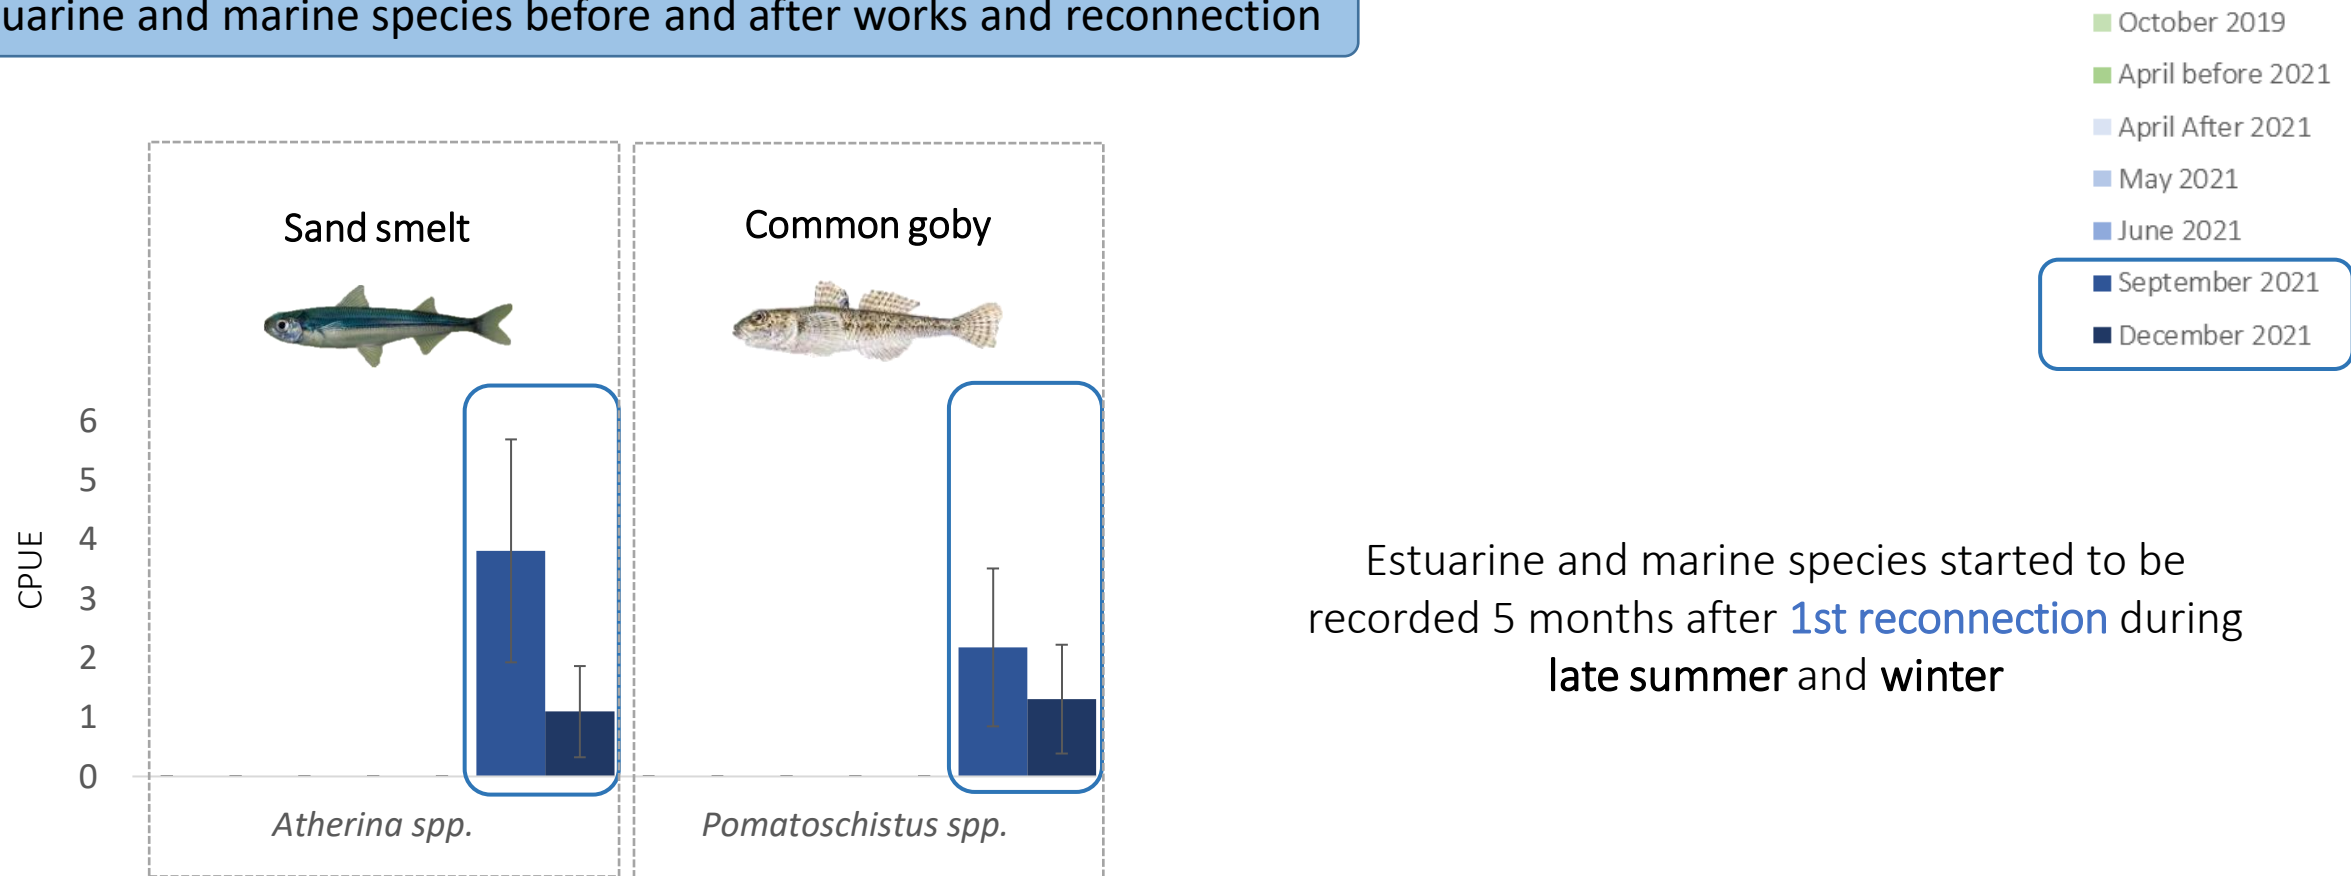 uarine and marine species before and after works and reconnection
October 2019
April before 2021
April After 2021
May 2021
June 2021
September 2021
December 2021
Sand smelt
Common goby
6
5
4
3
2
1
0
CPUE
Atherina spp.
Pomatoschistus spp.
Estuarine and marine species started to be
recorded 5 months after 1st reconnection during
late summer and winter